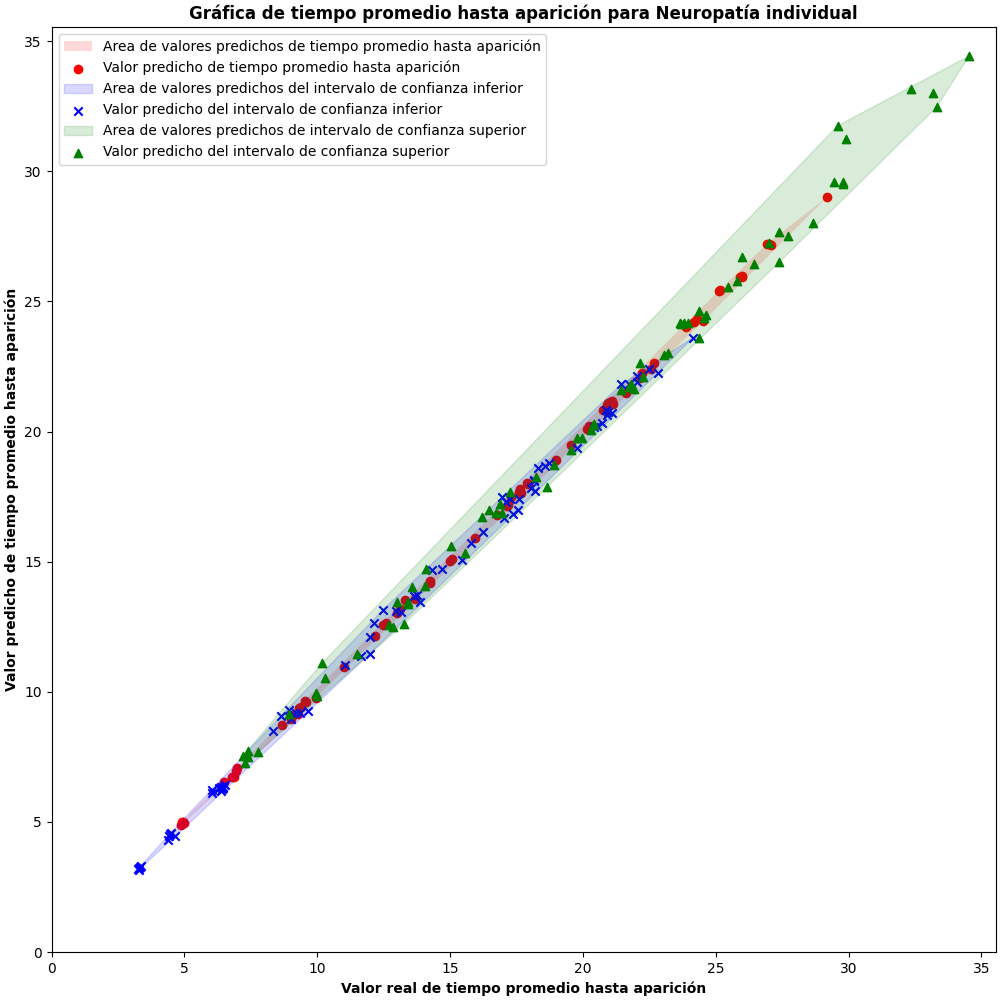 Gráfica de tiempo promedio hasta aparición para Neuropatía individual
Area de valores predichos de tiempo promedio hasta aparición
Valor predicho de tiempo promedio hasta aparición
Area de valores predichos del intervalo de confianza inferior
Valor predicho del intervalo de confianza inferior
Area de valores predichos de intervalo de confianza superior
Valor predicho del intervalo de confianza superior
Valor predicho de tiempo promedio hasta aparición
35
30
25
20
15
10
5
0
0 5 10 15 20 25 30 35
Valor real de tiempo promedio hasta aparición